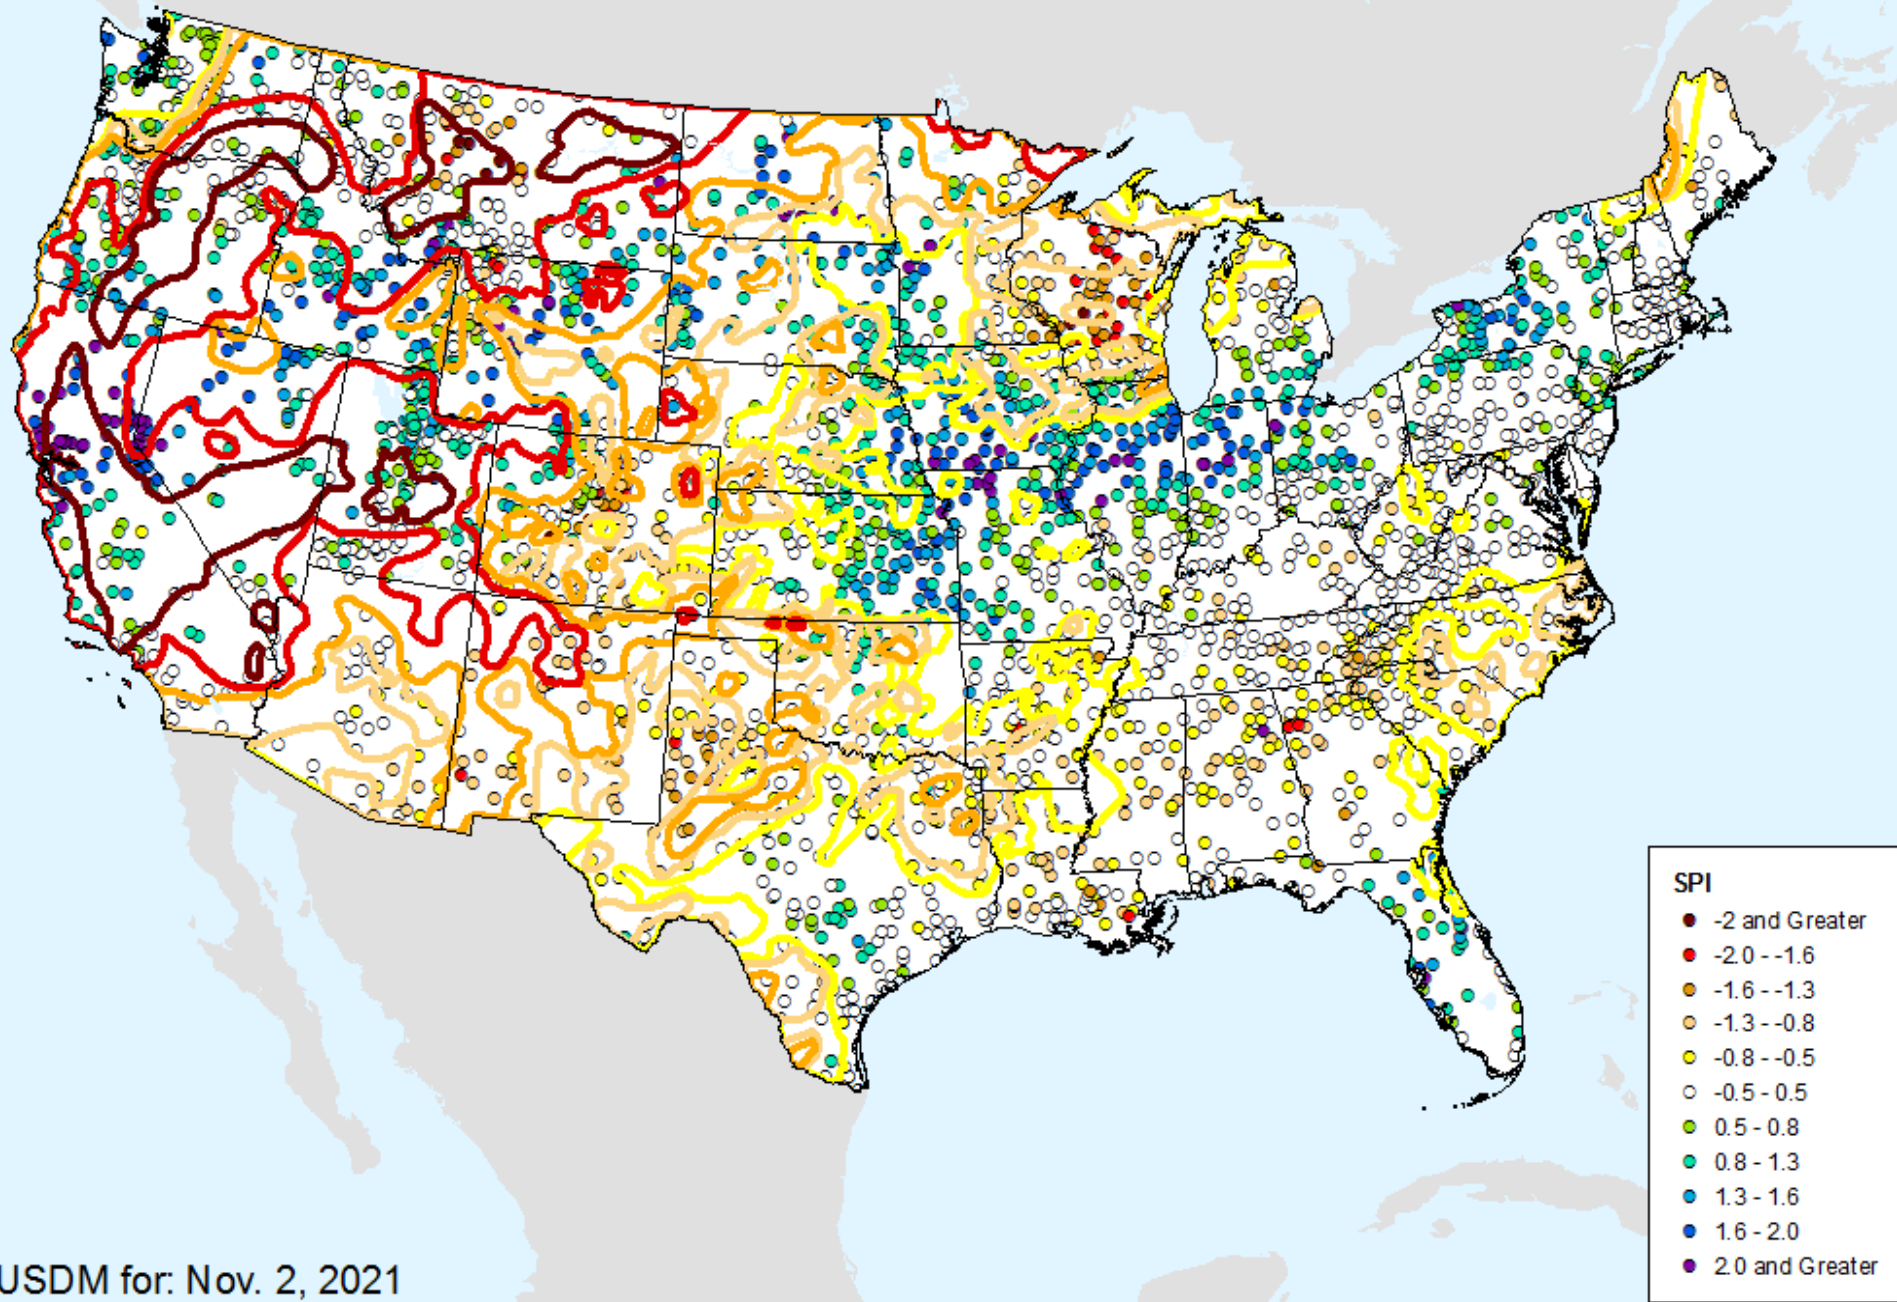 SPI
-2 and Greater
-2.0 - -1.6
-1.6 - -1.3
-1.3 - -0.8
-0.8 - -0.5
-0.5 - 0.5
0.5 - 0.8
0.8 - 1.3
1.3 - 1.6
1.6 - 2.0
2.0 and Greater
USDM for: Nov. 2, 2021